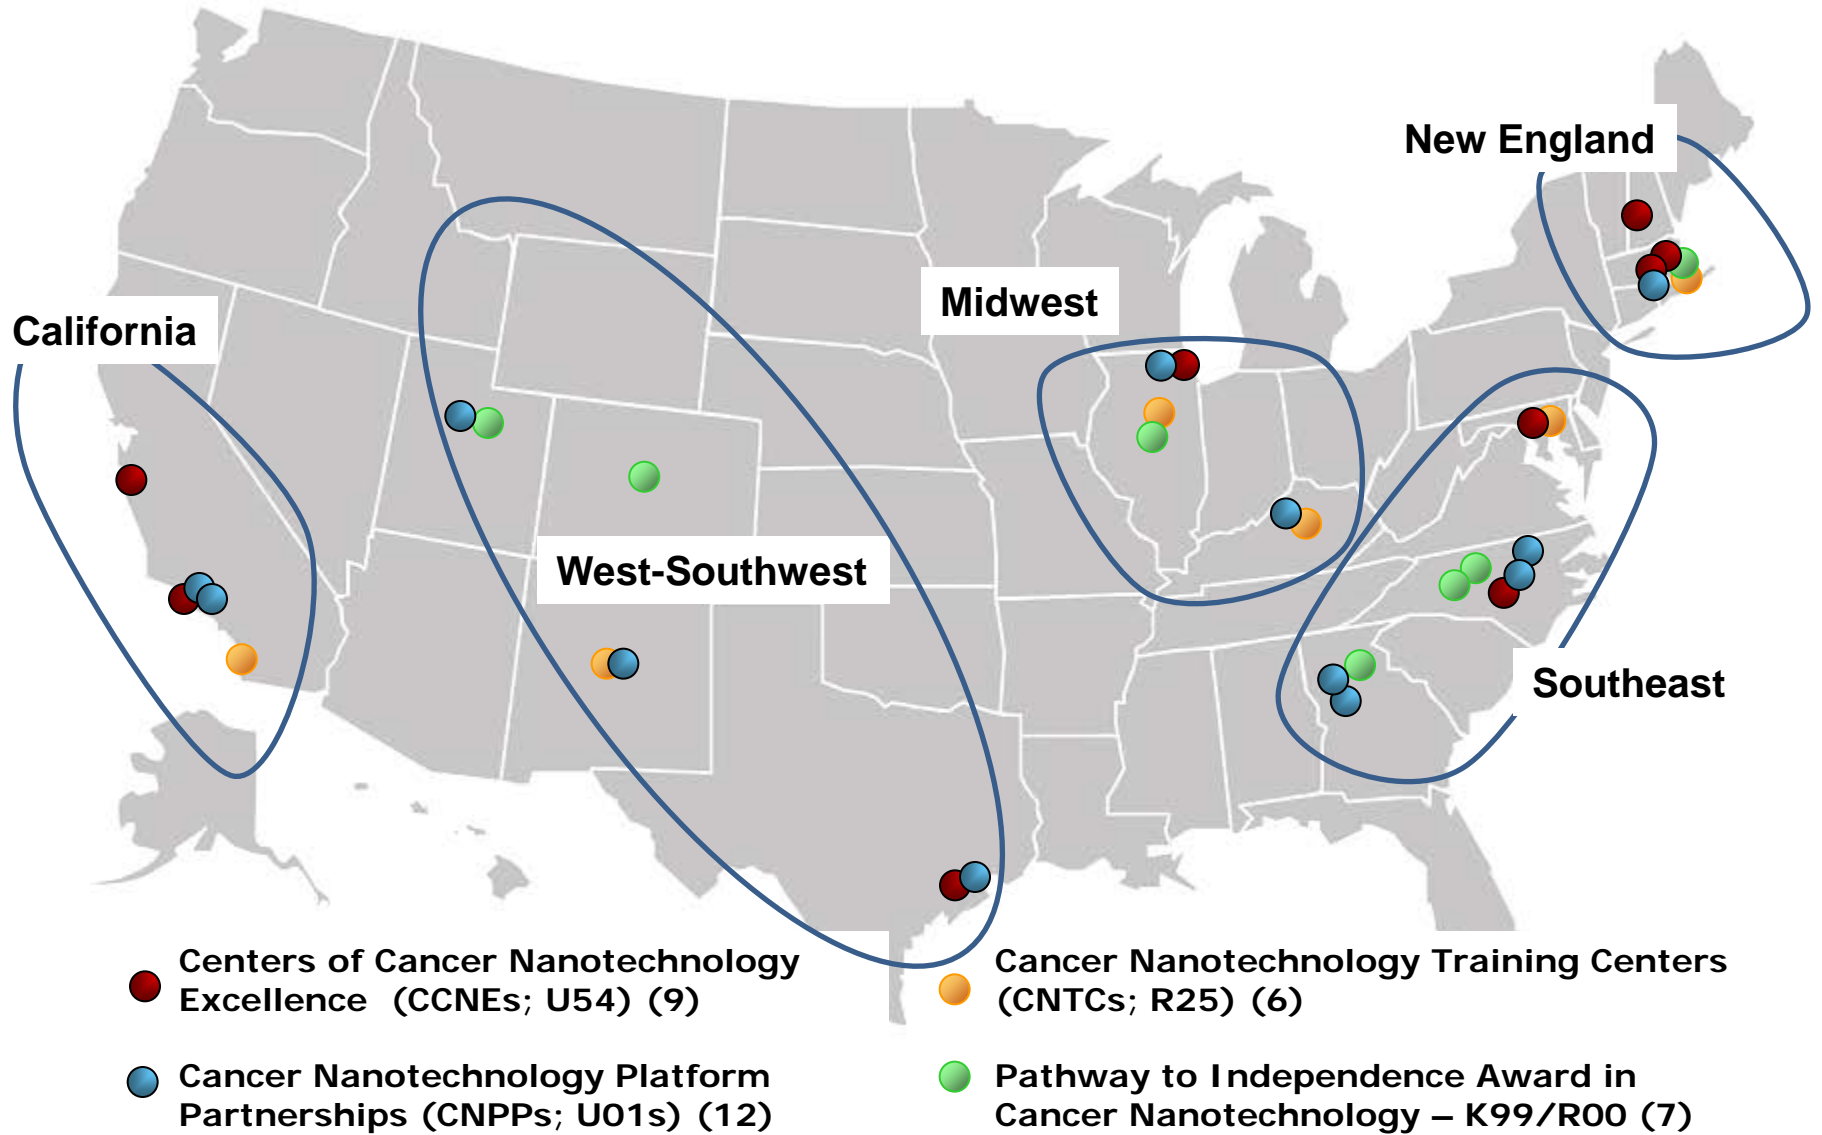 New England
Midwest
California
West-Southwest
Southeast
Centers of Cancer Nanotechnology
Excellence (CCNEs; U54) (9)
Cancer Nanotechnology Training Centers
(CNTCs; R25) (6)
Cancer Nanotechnology Platform
Partnerships (CNPPs; U01s) (12)
Pathway to Independence Award in
Cancer Nanotechnology – K99/R00 (7)